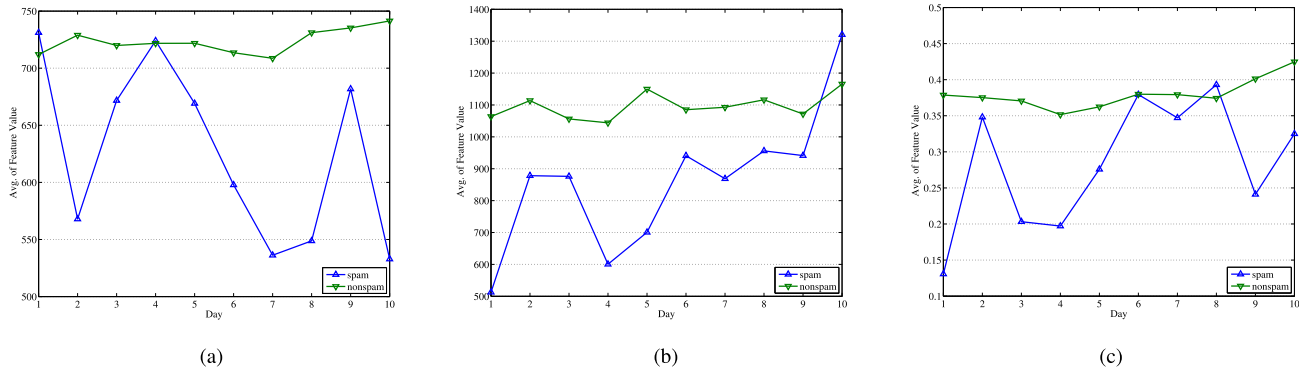 750
700
650
600
550
500
Avg. of Feature Value
1 2 3 4 5 6 7 8 9 10
Day
spam
nonspam
(a)
1400
1300
1200
1100
1000
900
800
700
600
500
Avg. of Feature Value
1 2 3 4 5 6 7 8 9 10
Day
spam
nonspam
(b)
0.5
0.45
0.4
0.35
0.3
0.25
0.2
0.15
0.1
Avg. of Feature Value
1 2 3 4 5 6 7 8 9 10
Day
spam
nonspam
(c)